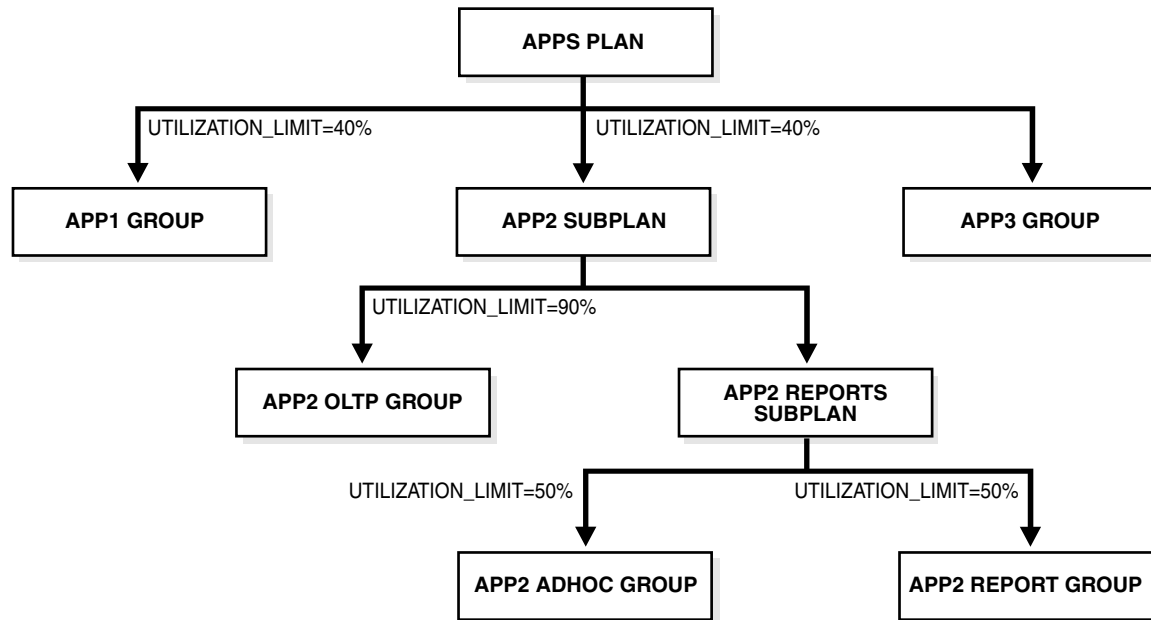 APPS PLAN
UTILIZATION_LIMIT=40%
UTILIZATION_LIMIT=40%
APP1 GROUP
APP2 SUBPLAN
APP3 GROUP
UTILIZATION_LIMIT=90%
APP2 OLTP GROUP
APP2 REPORTS
SUBPLAN
UTILIZATION_LIMIT=50%
UTILIZATION_LIMIT=50%
APP2 ADHOC GROUP
APP2 REPORT GROUP